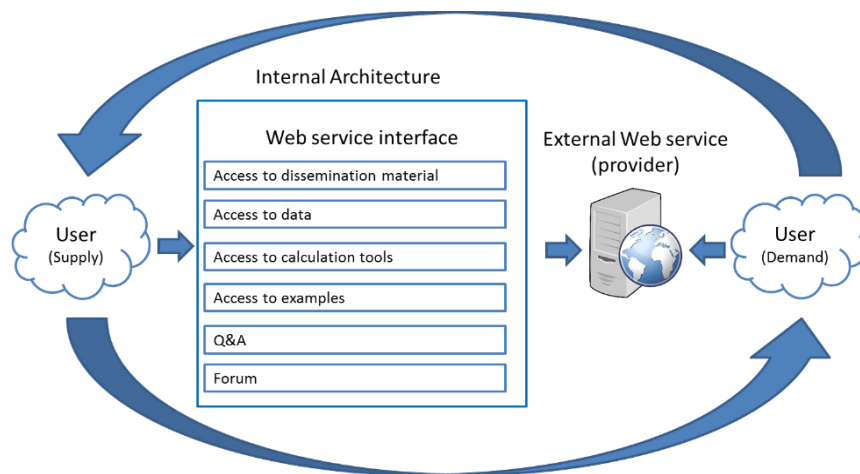 Internal Architecture
Web service interface
Access to dissemination material
Access to data
Access to calculation tools
Access to examples
Q&A
Forum
User
(Supply)
External Web service
(provider)
User
(Demand)